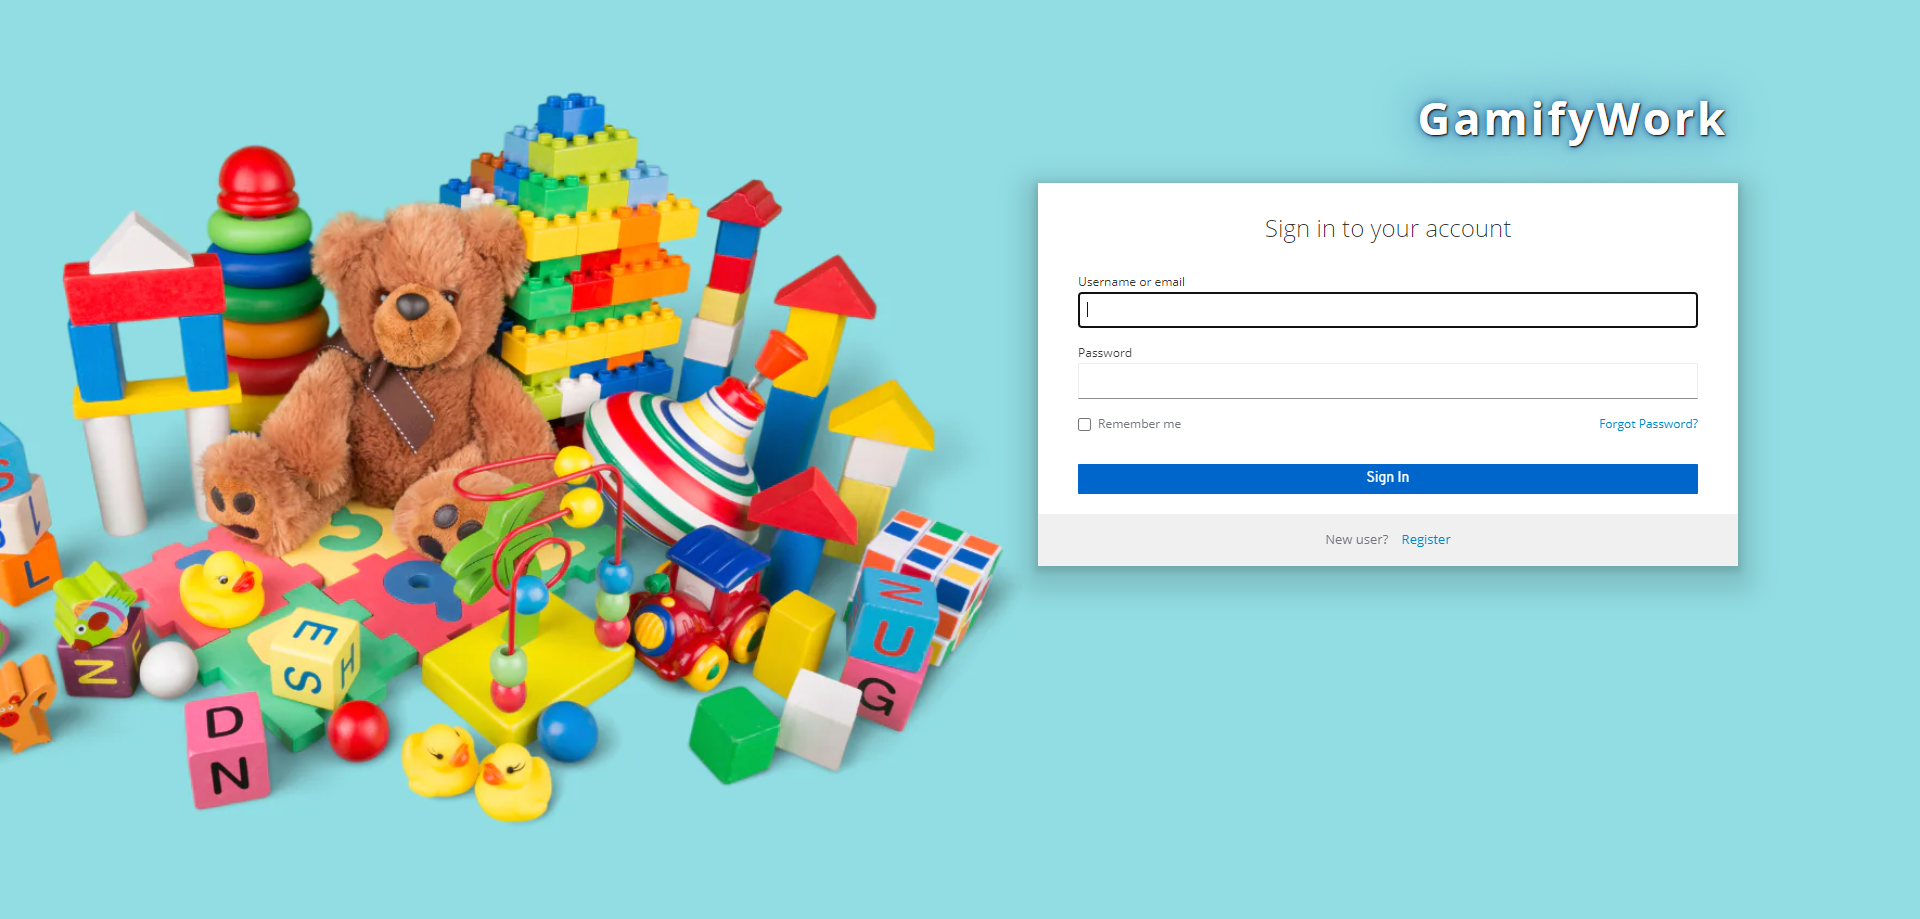 GamifyWork
Sign in to your account
Username or email
Password
Remember me
Forgot Password?
Sign In
New user? Register
S
L
B
L
N
E
E
S
H
D
N
Z
U
G